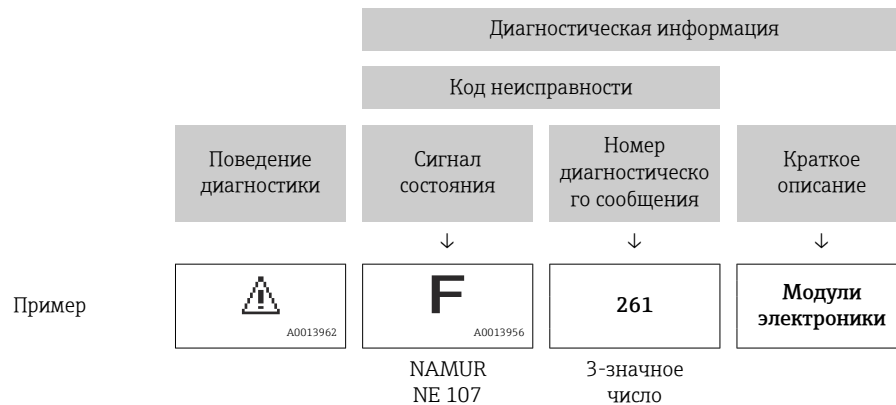 Диагностическая информация
Код неисправности
Поведение
диагностики
Сигнал
состояния
Номер
диагностическо
го сообщения
Краткое
описание
↓
↓
↓
Пример
A0013962
F
A0013956
261
Модули
электроники
NAMUR
NE 107
3-значное
число